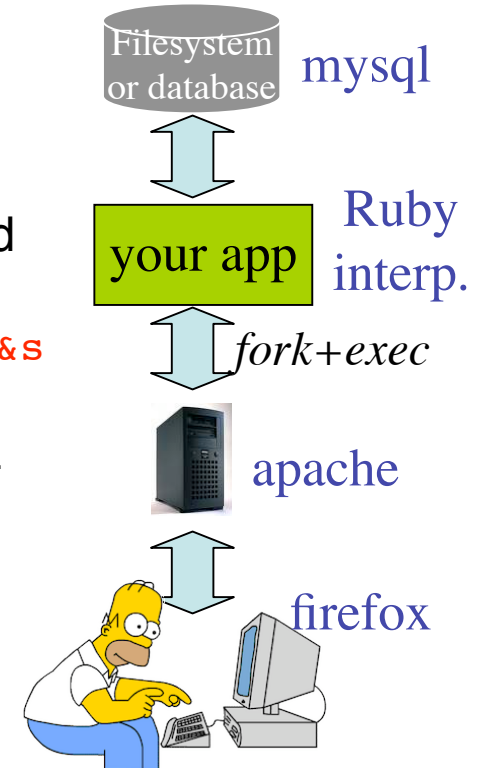 Filesystem
or database
mysql
d
your app
Ruby
interp.
&s
fork+exec
apache
firefox